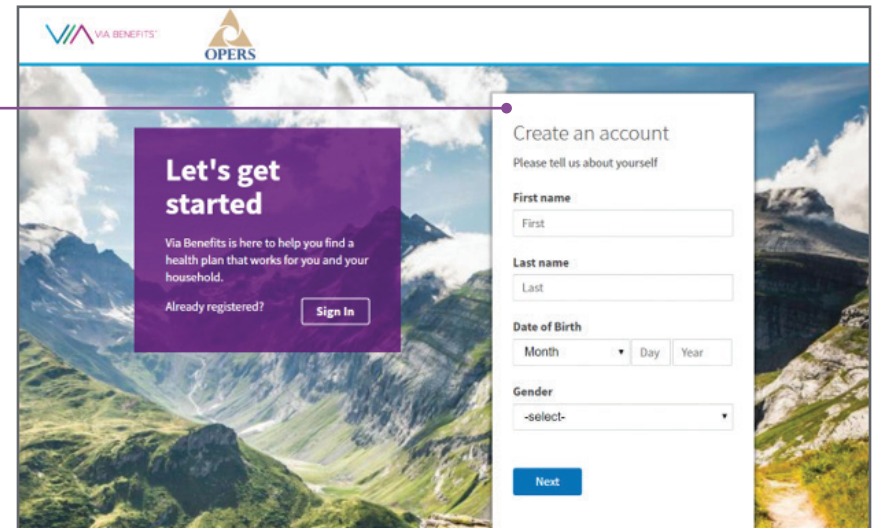 VIA VIA BENEFITS™
OPERS
Let's get
started
Via Benefits is here to help you find a
health plan that works for you and your
household.
Already registered?
Sign In
Create an account
Please tell us about yourself
First name
First
Last name
Last
Date of Birth
Month Day Year
Gender
-select-
Next